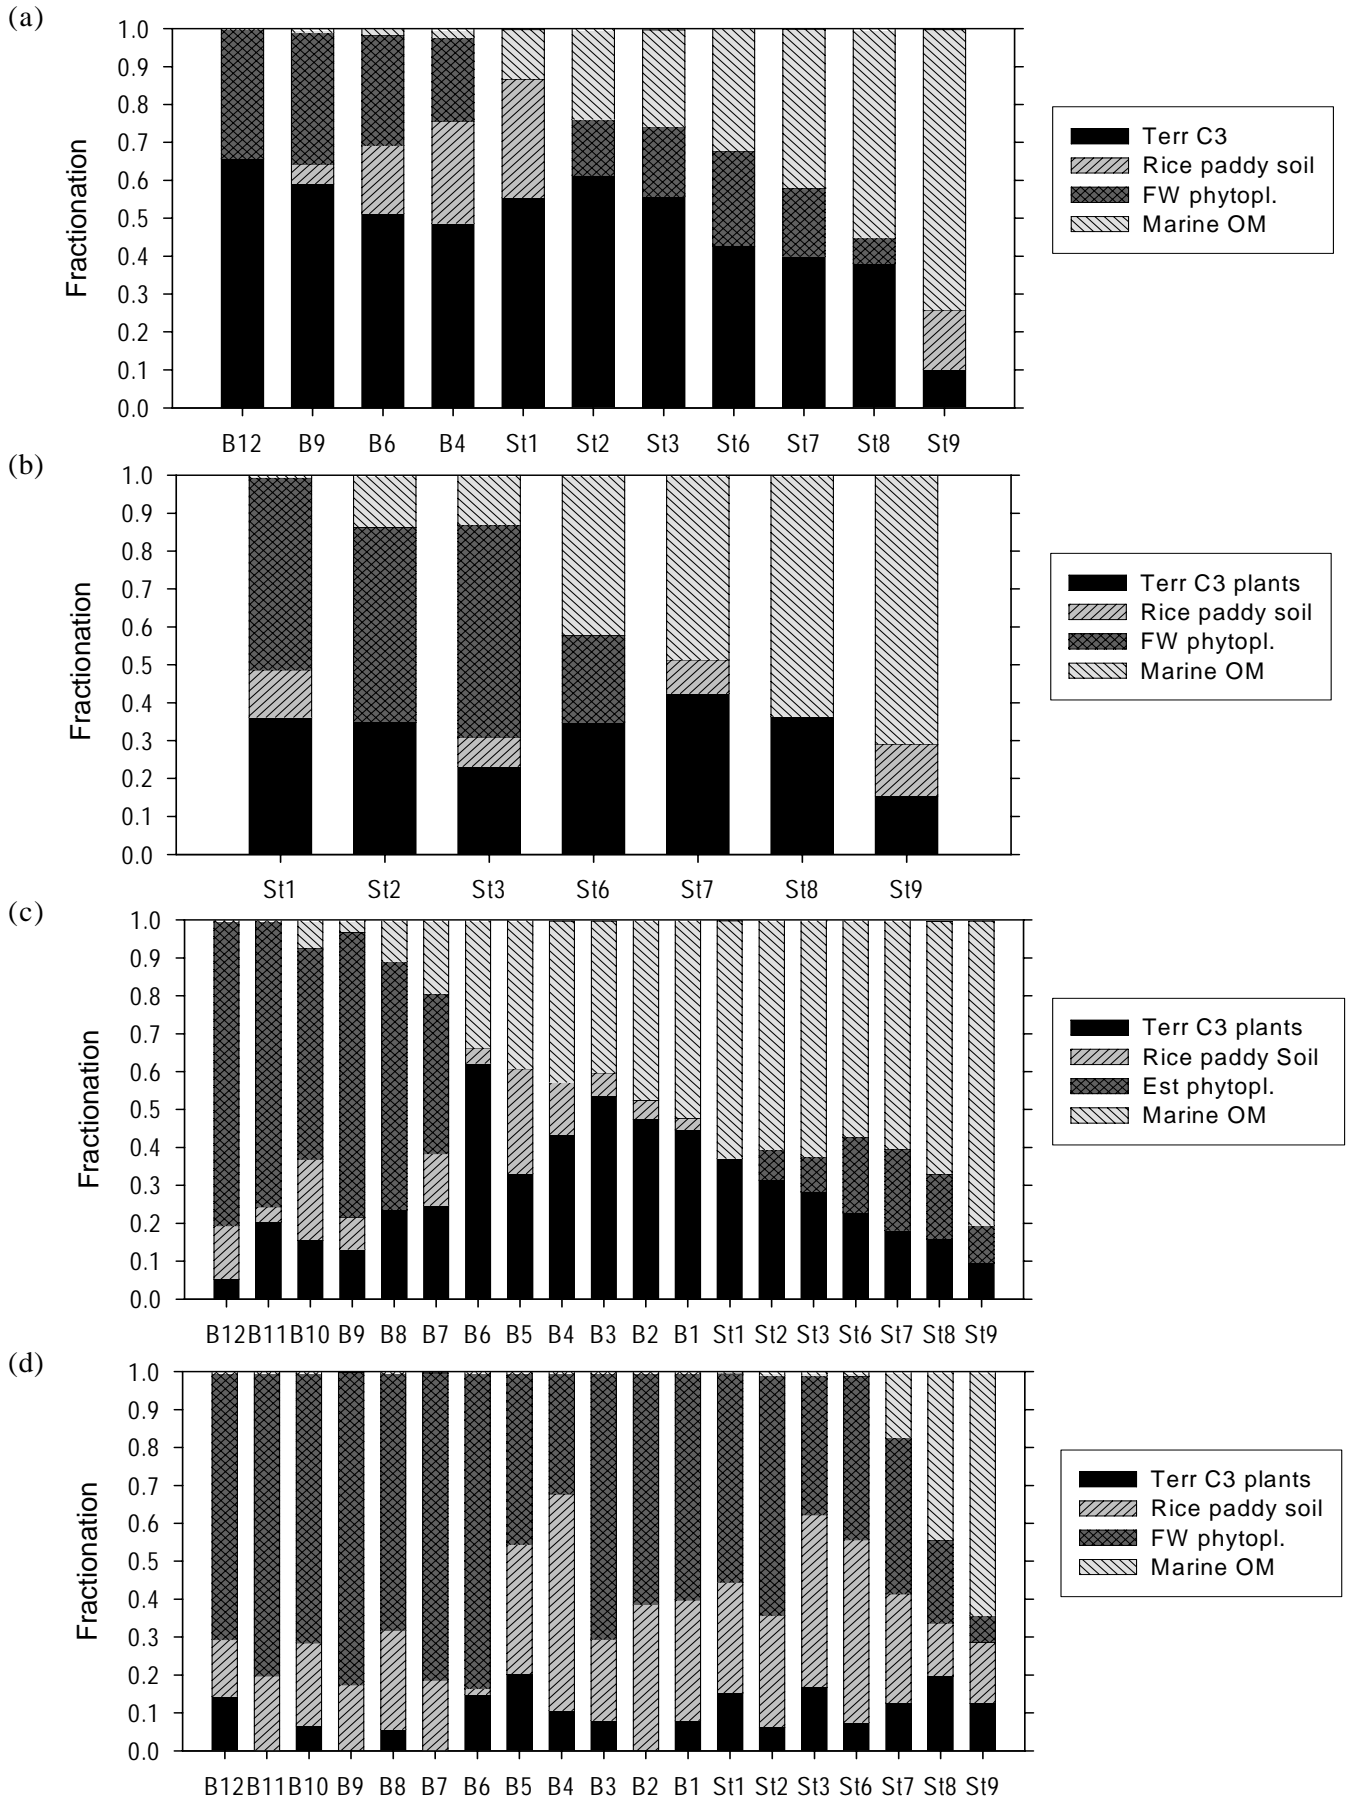 (a)
Fractionation
1.0
0.9
0.8
0.7
0.6
0.5
0.4
0.3
0.2
0.1
0.0
B12 B9 B6 B4 St1 St2 St3 St6 St7 St8 St9
Terr C3
Rice paddy soil
FW phytopl.
Marine OM
(b)
Fractionation
1.0
0.9
0.8
0.7
0.6
0.5
0.4
0.3
0.2
0.1
0.0
St1 St2 St3 St6 St7 St8 St9
Terr C3 plants
Rice paddy soil
FW phytopl.
Marine OM
(c)
Fractionation
1.0
0.9
0.8
0.7
0.6
0.5
0.4
0.3
0.2
0.1
0.0
B12 B11 B10 B9 B8 B7 B6 B5 B4 B3 B2 B1 St1 St2 St3 St6 St7 St8 St9
Terr C3 plants
Rice paddy Soil
Est phytopl.
Marine OM
(d)
Fractionation
1.0
0.9
0.8
0.7
0.6
0.5
0.4
0.3
0.2
0.1
0.0
B12 B11 B10 B9 B8 B7 B6 B5 B4 B3 B2 B1 St1 St2 St3 St6 St7 St8 St9
Terr C3 plants
Rice paddy soil
FW phytopl.
Marine OM